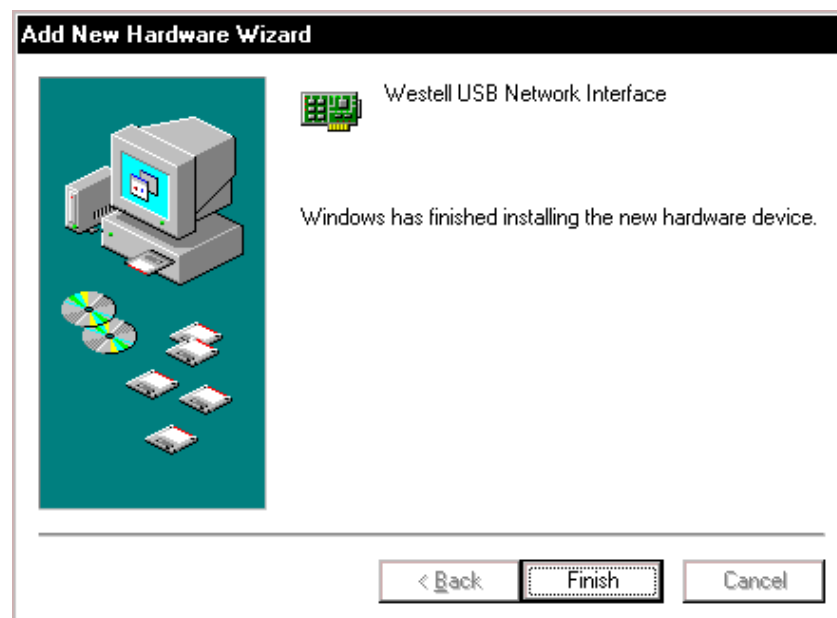 Add New Hardware Wizard
Westell USB Network Interface
Windows has finished installing the new hardware device.
< Back
Finish
Cancel